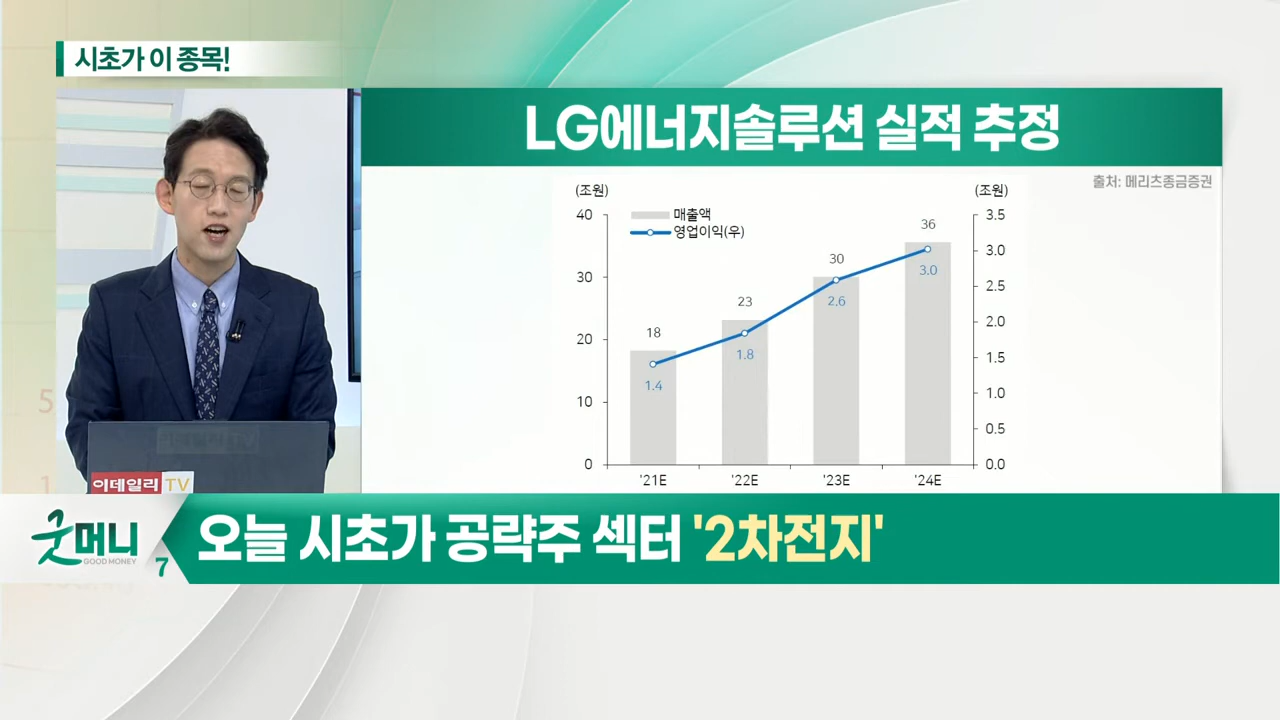 시초가 이 종목!
LG에너지솔루션 실적 추정
출처: 메리츠종금증권
(조원)
(조원)
매출액
영업이익(우)
40
30
20
10
0
3.5
3.0
2.5
2.0
1.5
1.0
0.5
0.0
18
23
30
36
1.4
1.8
2.6
3.0
'21E
'22E
'23E
'24E
이데일리 TV
굿머니
GOOD MONEY
7
오늘 시초가 공략주 섹터 '2차전지'